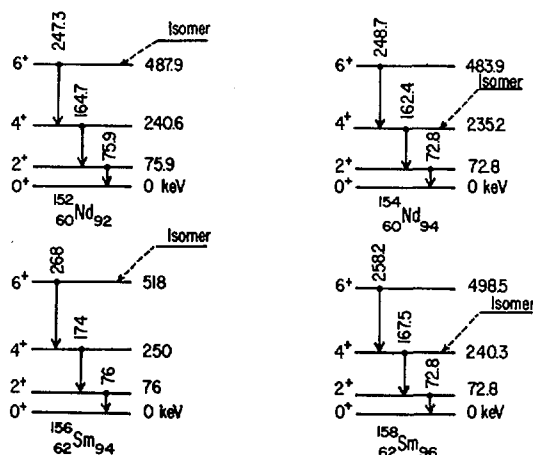 247.3
Isomer
6+ 487.9
164.7
4+ 240.6
75.9
2+ 75.9
0+ 0 keV
152 60Nd92
248.7
6+ 483.9
162.4
Isomer
4+ 235.2
72.8
2+ 72.8
0+ 0 keV
154 60Nd94
268
Isomer
6+ 518
174
4+ 250
76
2+ 76
0+ 0 keV
156 62Sm94
258.2
6+ 498.5
167.5
Isomer
4+ 240.3
72.8
2+ 72.8
0+ 0 keV
158 62Sm96